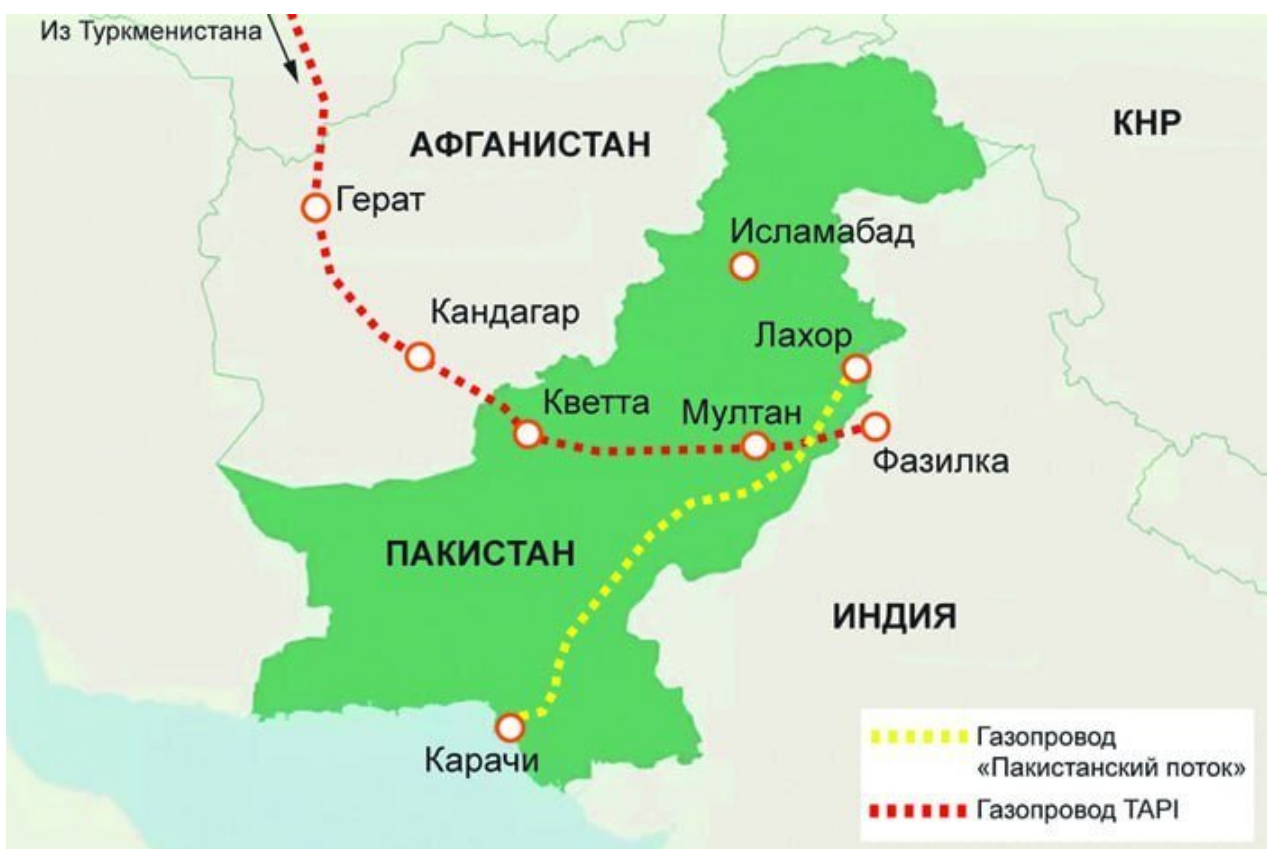 Из Туркменистана
АФГАНИСТАН
КНР
Герат
Исламабад
Кандагар
Лахор
Кветта
Мултан
Фазилка
ПАКИСТАН
ИНДИЯ
Карачи
Газопровод
«Пакистанский поток»
Газопровод TAPI